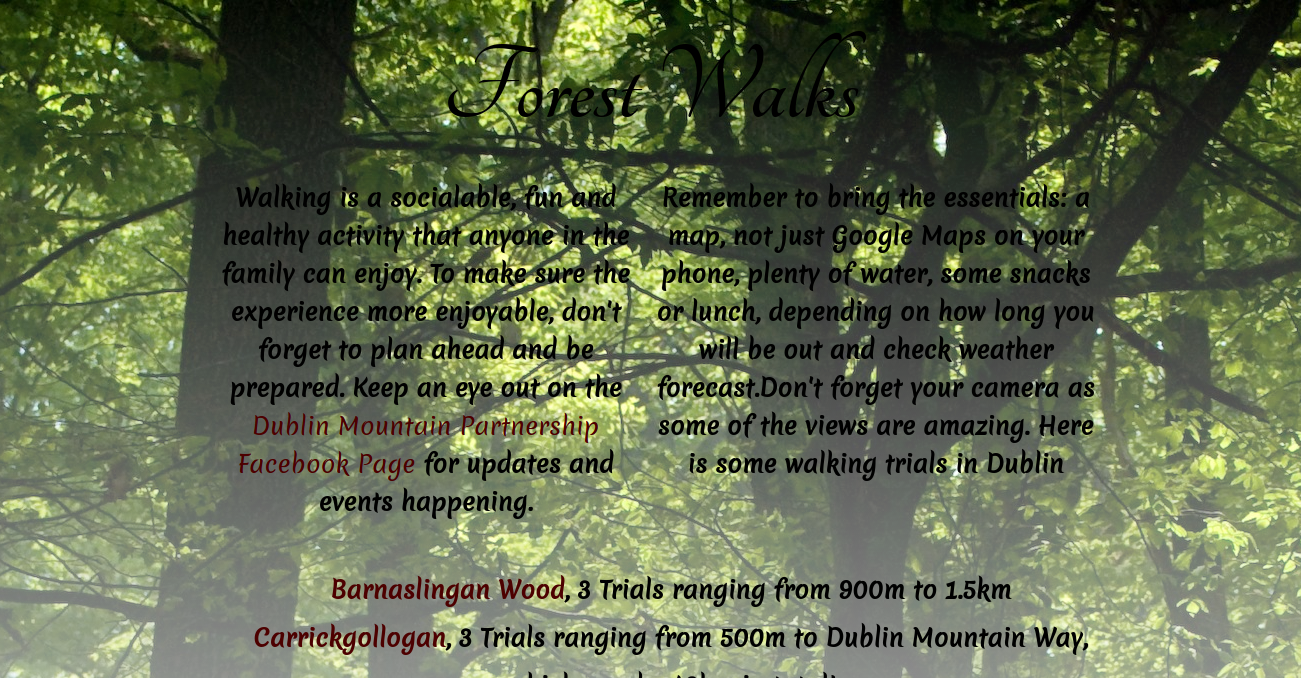 Forest Walks
Walking is a socialable, fun and
healthy activity that anyone in the
family can enjoy. To make sure the
experience more enjoyable, don't
forget to plan ahead and be
prepared. Keep an eye out on the
Dublin Mountain Partnership
Facebook Page for updates and
events happening.
Remember to bring the essentials: a
map, not just Google Maps on your
phone, plenty of water, some snacks
or lunch, depending on how long you
will be out and check weather
forecast.Don't forget your camera as
some of the views are amazing. Here
is some walking trials in Dublin
Barnaslingan Wood, 3 Trials ranging from 900m to 1.5km
Carrickgollogan, 3 Trials ranging from 500m to Dublin Mountain Way,